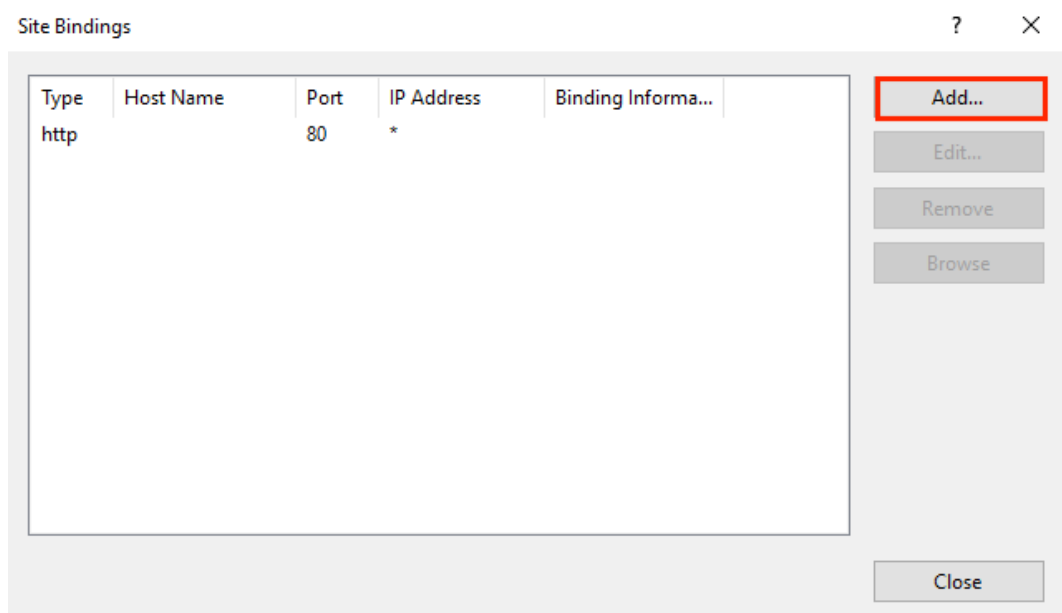 Site Bindings ?
Type Host Name Port IP Address Binding Informa...
http 80 *
Add...
Edit...
Remove
Browse
Close